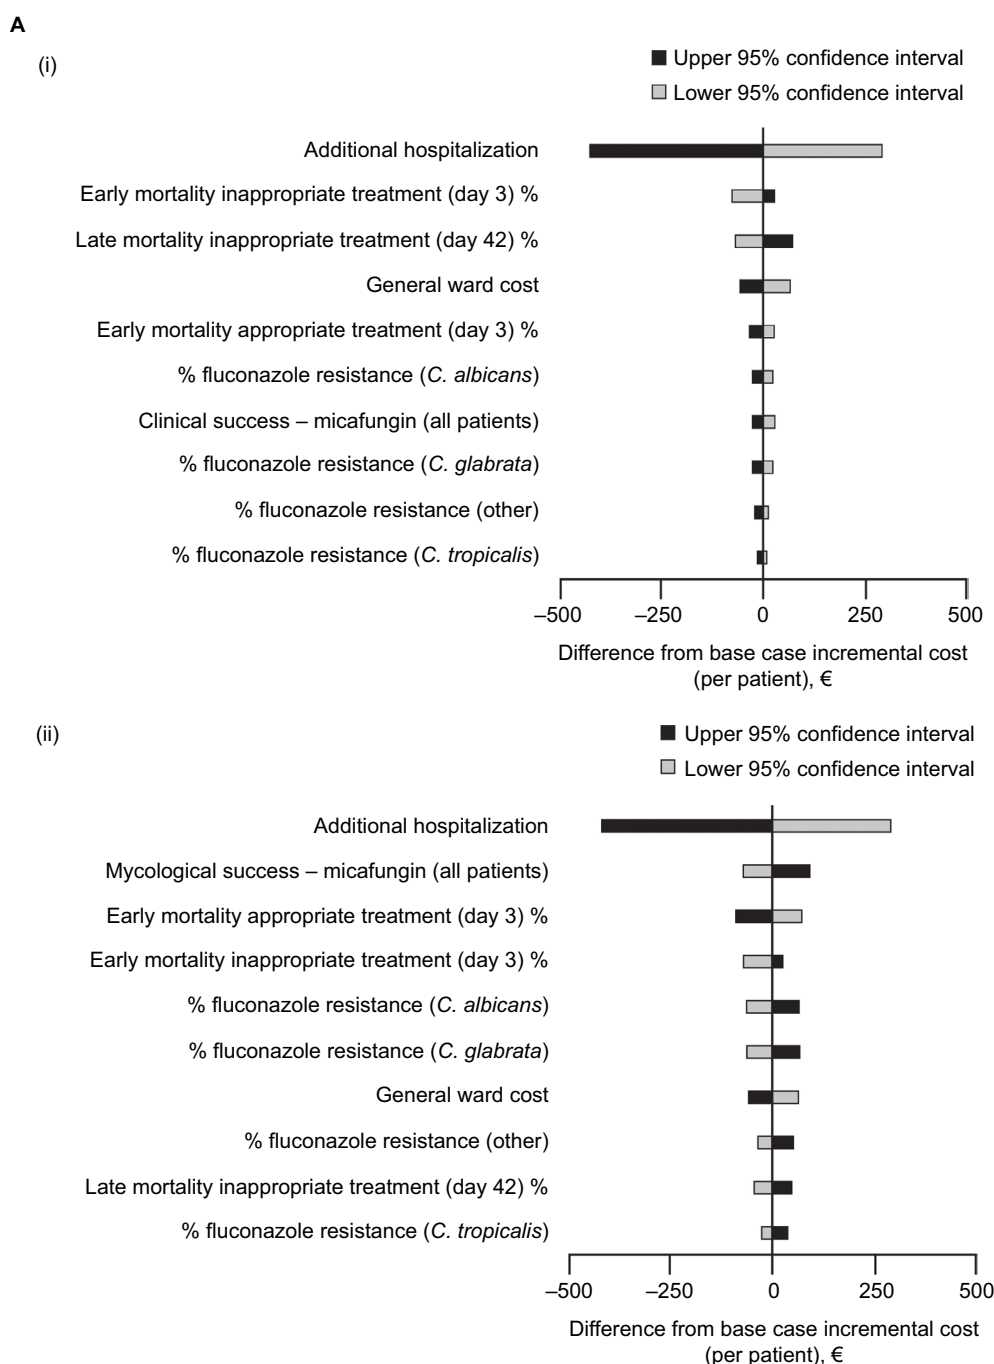 A
(i)
Upper 95% confidence interval
Lower 95% confidence interval
Additional hospitalization
Early mortality inappropriate treatment (day 3) %
Late mortality inappropriate treatment (day 42) %
General ward cost
Early mortality appropriate treatment (day 3) %
% fluconazole resistance (C. albicans)
Clinical success – micafungin (all patients)
% fluconazole resistance (C. glabrata)
% fluconazole resistance (other)
% fluconazole resistance (C. tropicalis)
–500 –250 0 250 500
Difference from base case incremental cost
(per patient), €
(ii)
Upper 95% confidence interval
Lower 95% confidence interval
Additional hospitalization
Mycological success – micafungin (all patients)
Early mortality appropriate treatment (day 3) %
Early mortality inappropriate treatment (day 3) %
% fluconazole resistance (C. albicans)
% fluconazole resistance (C. glabrata)
General ward cost
% fluconazole resistance (other)
Late mortality inappropriate treatment (day 42) %
% fluconazole resistance (C. tropicalis)
–500 –250 0 250 500
Difference from base case incremental cost
(per patient), €